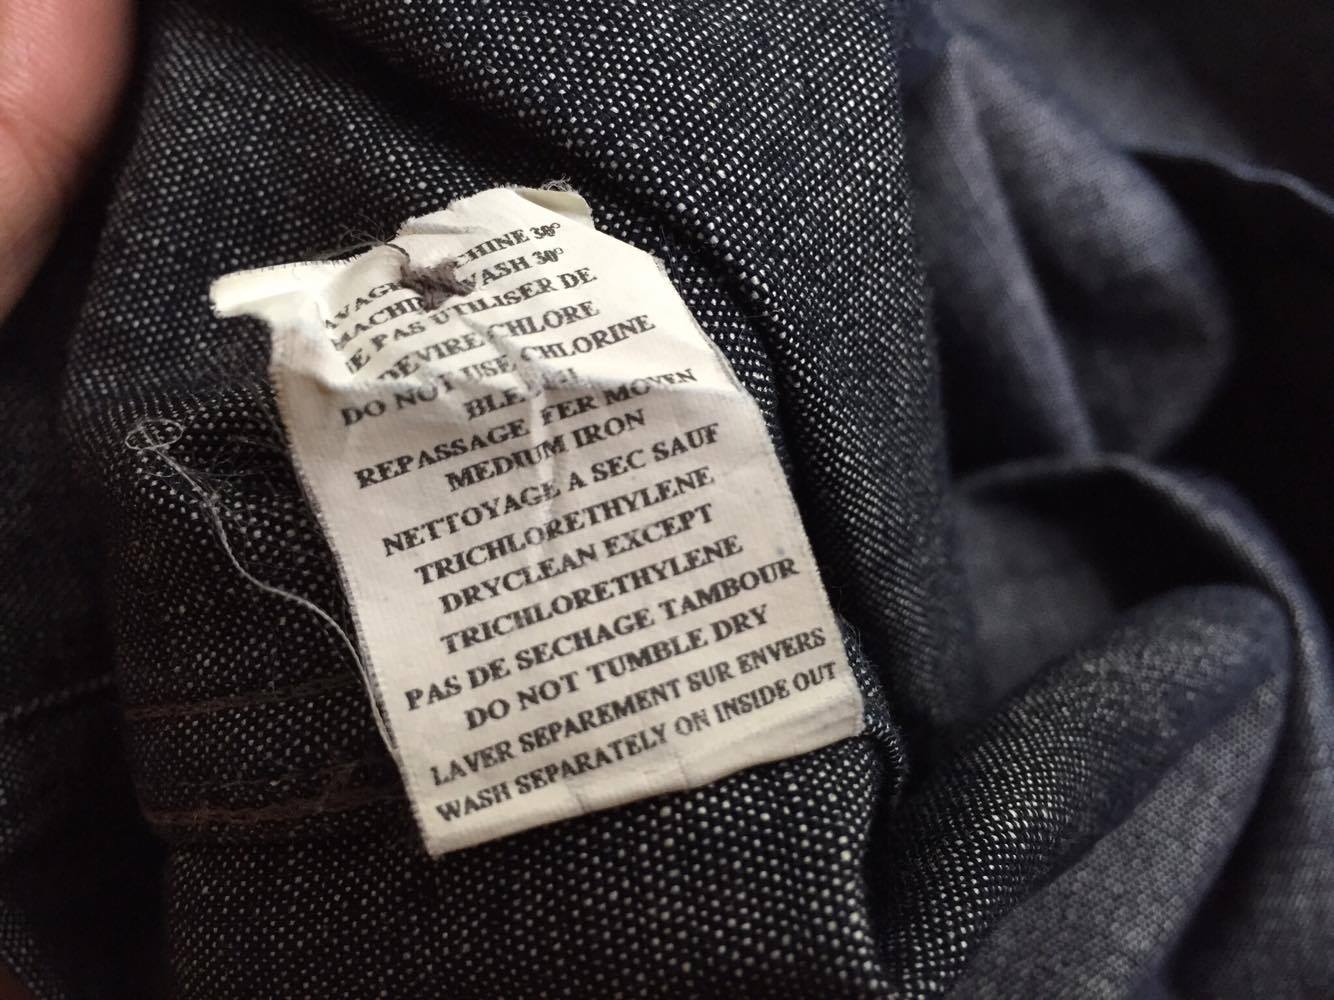 MACHINE 30°
WASH 30°
PAS UTILISER DE
CHLORE
DO NOT USE CHLORINE
REPASSAGE FER MOYEN
MEDIUM IRON
NETTOYAGE A SEC SAUF
TRICHLORETHYLENE
DRYCLEAN EXCEPT
TRICHLORETHYLENE
PAS DE SECHAGE TAMBOUR
DO NOT TUMBLE DRY
LAVER SEPAREMENT SUR ENVERS
WASH SEPARATELY ON INSIDE OUT